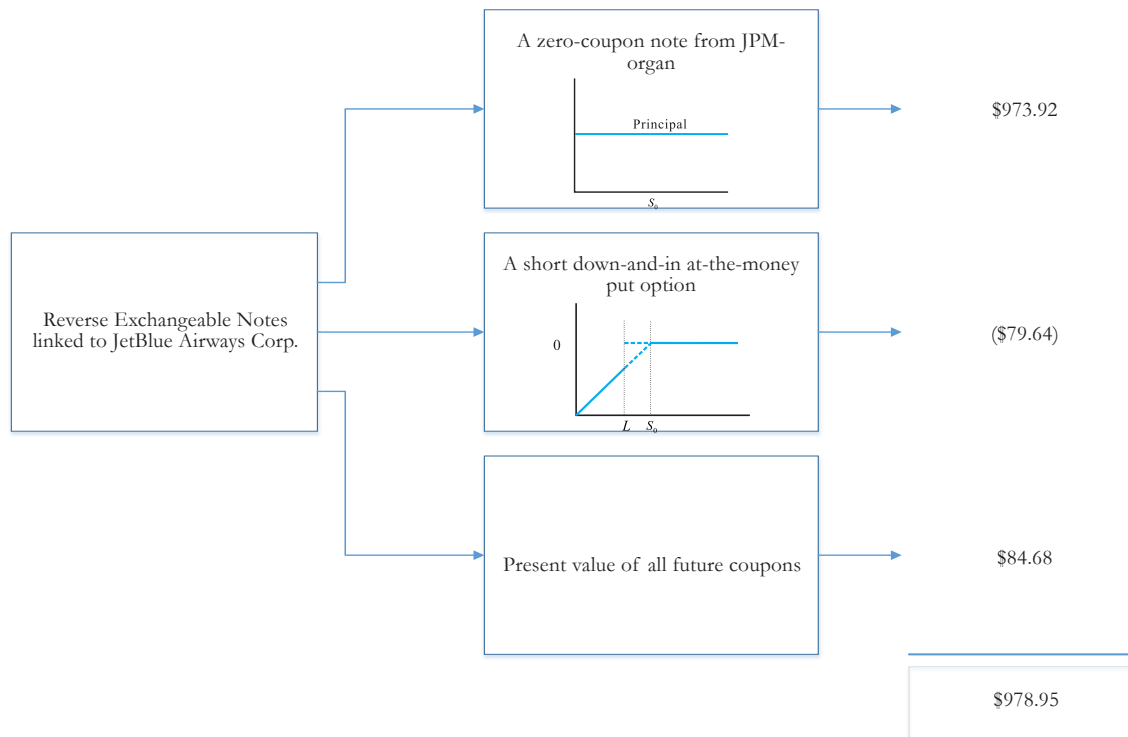 A zero-coupon note from JPM-
organ
Principal
S₀
$973.92
Reverse Exchangeable Notes
linked to JetBlue Airways Corp.
A short down-and-in at-the-money
put option
0
L S₀
($79.64)
Present value of all future coupons
$84.68
$978.95